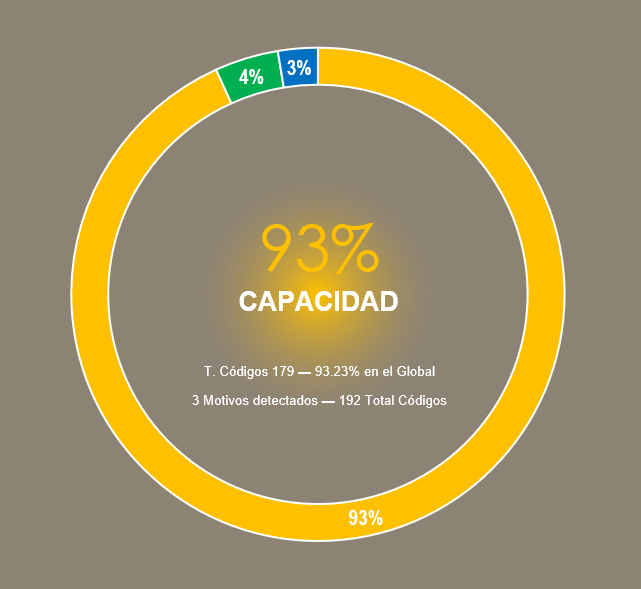 4%
3%
93%
CAPACIDAD
T. Códigos 179 — 93.23% en el Global
3 Motivos detectados — 192 Total Códigos
93%